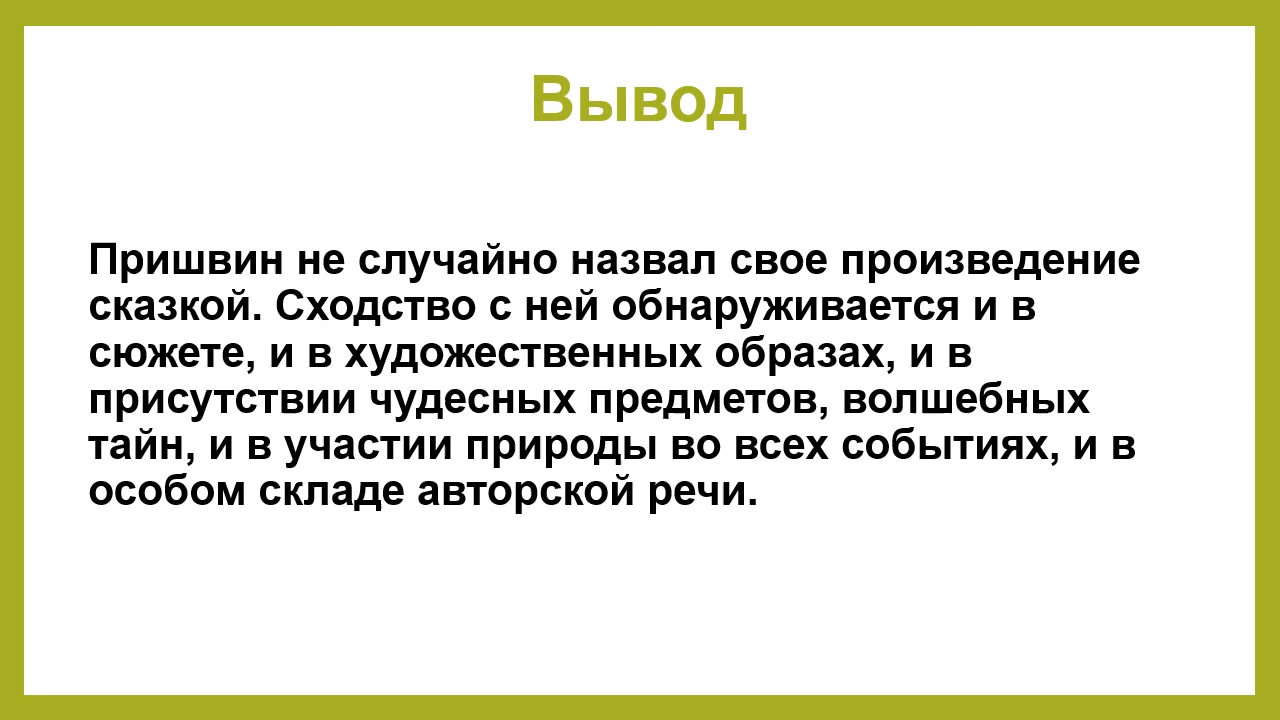 Вывод
Пришвин не случайно назвал свое произведение
сказкой. Сходство с ней обнаруживается и в
сюжете, и в художественных образах, и в
присутствии чудесных предметов, волшебных
тайн, и в участии природы во всех событиях, и в
особом складе авторской речи.